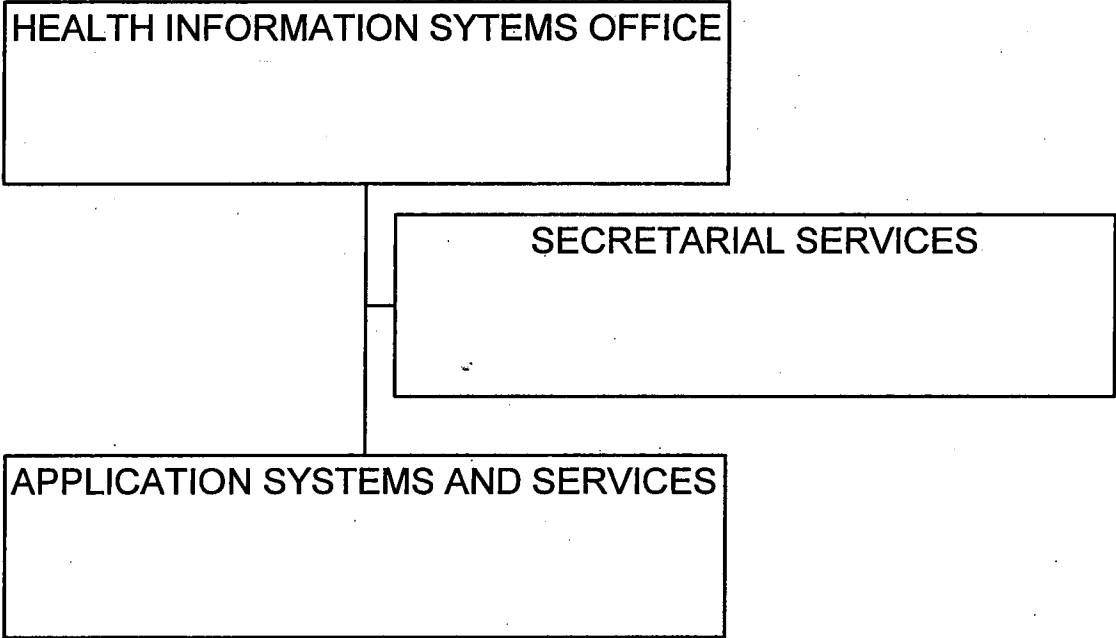 HEALTH INFORMATION SYTEMS OFFICE
SECRETARIAL SERVICES
APPLICATION SYSTEMS AND SERVICES